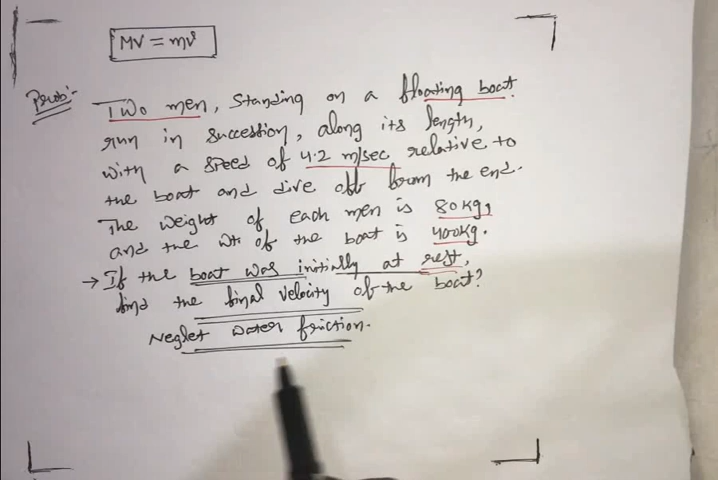 MV = mv
Prob:-
Two men, standing on a floating boat
run in succession, along its length,
with a speed of 4.2 m/sec relative to
the boat and dive off from the end.
The weight of each men is 80kg,
and the wt. of the boat is 400kg.
→ If the boat was initially at rest,
find the final velocity of the boat?
Neglet water friction.